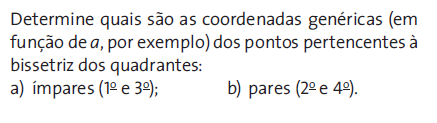 Determine quais são as coordenadas genéricas (em
função de a, por exemplo) dos pontos pertencentes à
bissetriz dos quadrantes:
a) ímpares (1º e 3º); b) pares (2º e 4º).